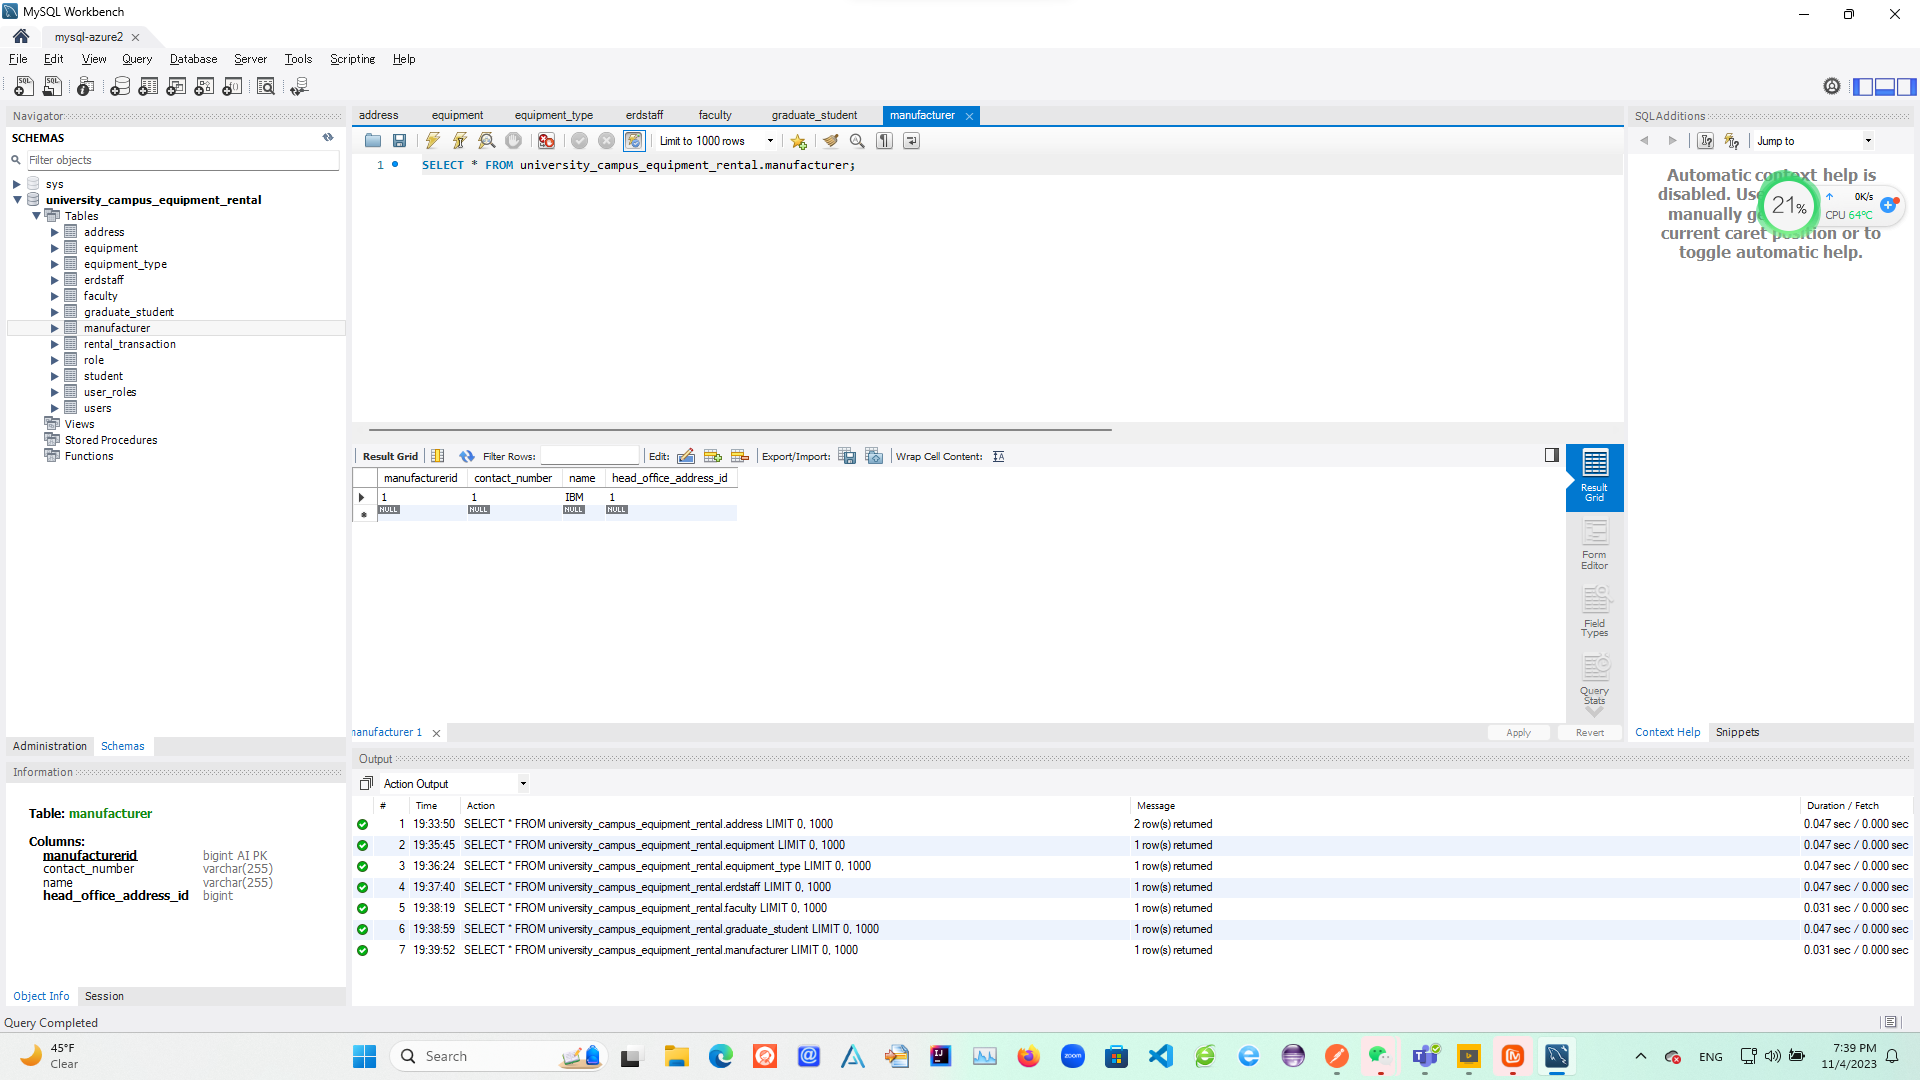 MySQL Workbench
mysql-azure2
File Edit View Query Database Server Tools Scripting Help
Navigator
SCHEMAS
Filter objects
sys
university_campus_equipment_rental
Tables
address
equipment
equipment_type
erdstaff
faculty
graduate_student
manufacturer
rental_transaction
role
student
user_roles
users
Views
Stored Procedures
Functions
Administration Schemas
Information
Table: manufacturer
Columns:
manufacturerid bigint AI PK
contact_number varchar(255)
name varchar(255)
head_office_address_id bigint
Object Info Session
Query Completed
address equipment equipment_type erdstaff faculty graduate_student manufacturer
Limit to 1000 rows
1 SELECT * FROM university_campus_equipment_rental.manufacturer;
Result Grid Filter Rows: Edit: Export/Import: Wrap Cell Content:
manufacturerid contact_number name head_office_address_id
1 1 IBM 1
NULL NULL NULL NULL
Result
Grid
Form
Editor
Field
Types
Query
Stats
manufacturer 1
Apply Revert
Output
Action Output
# Time Action Message Duration / Fetch
1 19:33:50 SELECT * FROM university_campus_equipment_rental.address LIMIT 0, 1000 2 row(s) returned 0.047 sec / 0.000 sec
2 19:35:45 SELECT * FROM university_campus_equipment_rental.equipment LIMIT 0, 1000 1 row(s) returned 0.047 sec / 0.000 sec
3 19:36:24 SELECT * FROM university_campus_equipment_rental.equipment_type LIMIT 0, 1000 1 row(s) returned 0.047 sec / 0.000 sec
4 19:37:40 SELECT * FROM university_campus_equipment_rental.erdstaff LIMIT 0, 1000 1 row(s) returned 0.047 sec / 0.000 sec
5 19:38:19 SELECT * FROM university_campus_equipment_rental.faculty LIMIT 0, 1000 1 row(s) returned 0.031 sec / 0.000 sec
6 19:38:59 SELECT * FROM university_campus_equipment_rental.graduate_student LIMIT 0, 1000 1 row(s) returned 0.047 sec / 0.000 sec
7 19:39:52 SELECT * FROM university_campus_equipment_rental.manufacturer LIMIT 0, 1000 1 row(s) returned 0.031 sec / 0.000 sec
SQLAdditions
Jump to
Automatic context help is
disabled. Use
manually
current caret position or to
toggle automatic help.
21%
0K/s
CPU 64°C
Context Help Snippets
45°F
Clear
Search
zoom
ENG
7:39 PM
11/4/2023